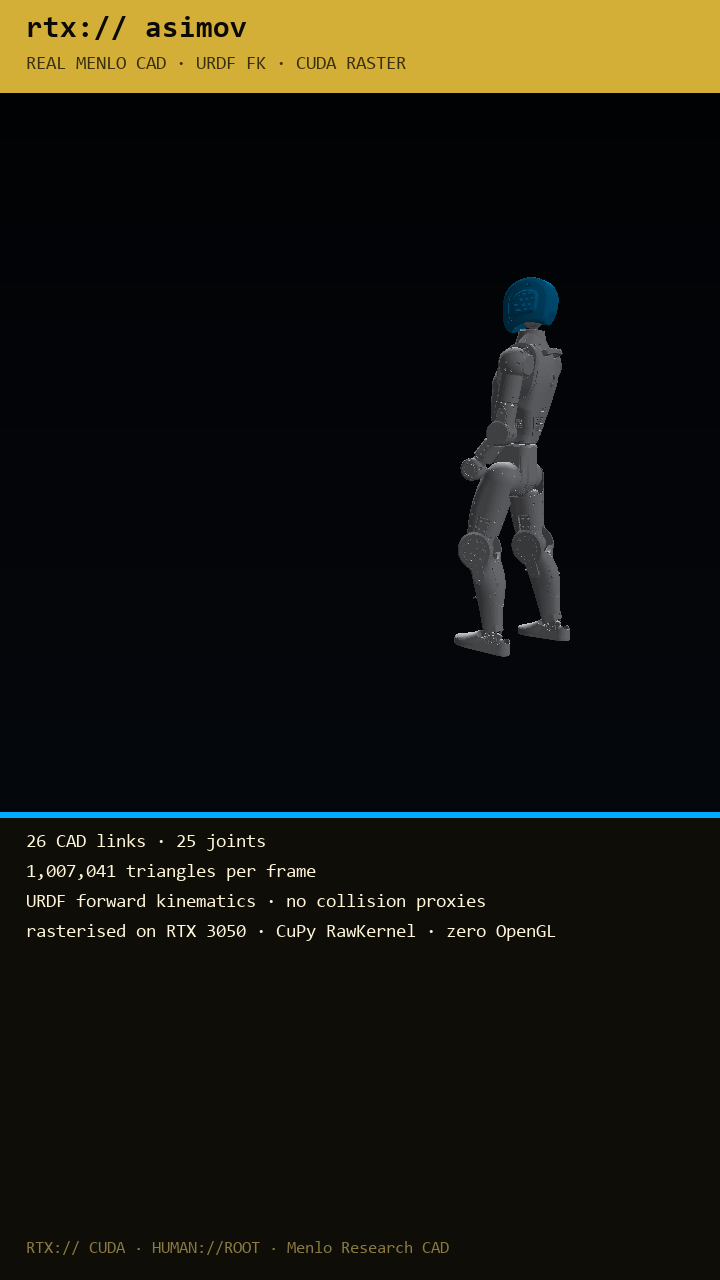 rtx:// asimov
REAL MENLO CAD · URDF FK · CUDA RASTER
26 CAD links · 25 joints
1,007,041 triangles per frame
URDF forward kinematics · no collision proxies
rasterised on RTX 3050 · CuPy RawKernel · zero OpenGL
RTX:// CUDA · HUMAN://ROOT · Menlo Research CAD